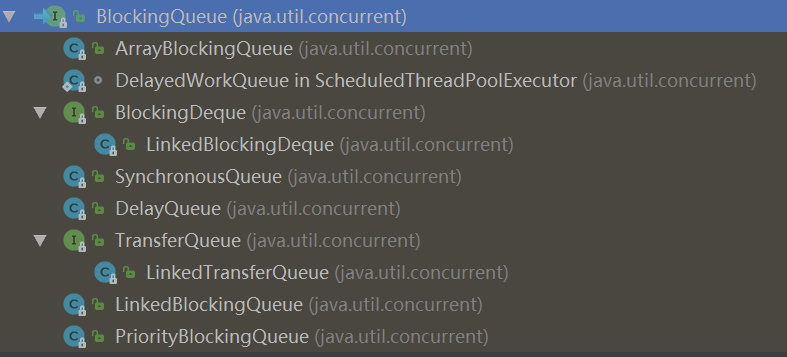 BlockingQueue (java.util.concurrent)
ArrayBlockingQueue (java.util.concurrent)
DelayedWorkQueue in ScheduledThreadPoolExecutor (java.util.concurrent)
BlockingDeque (java.util.concurrent)
LinkedBlockingDeque (java.util.concurrent)
SynchronousQueue (java.util.concurrent)
DelayQueue (java.util.concurrent)
TransferQueue (java.util.concurrent)
LinkedTransferQueue (java.util.concurrent)
LinkedBlockingQueue (java.util.concurrent)
PriorityBlockingQueue (java.util.concurrent)